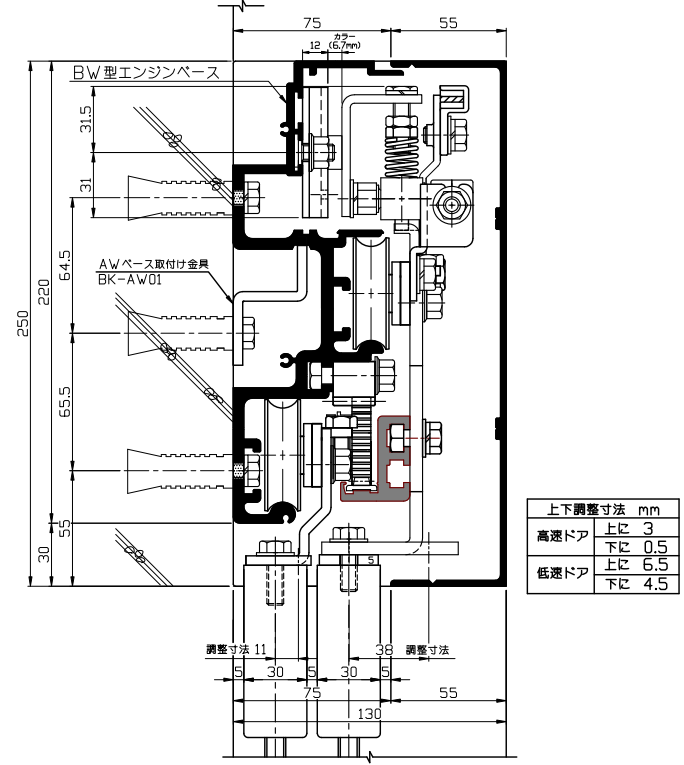 75
55
カラー
(6.7mm)
12
BW型エンジンベース
31.5
31
64.5
220
250
AWベース取付け金具
BK-AW01
65.5
55
30
上下調整寸法 mm
高速ドア 上に 3
下に 0.5
低速ドア 上に 6.5
下に 4.5
5
調整寸法 11
38 調整寸法
5 30 5 30 5
75
55
130